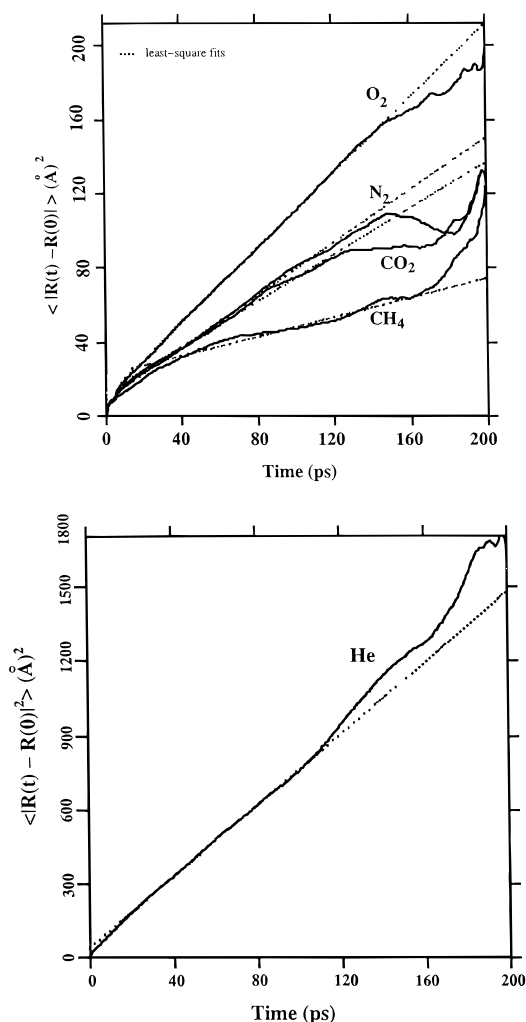 200
160
120
80
40
0
< |R(t) –R(0)| > (Å)²
least–square fits
O₂
N₂
CO₂
CH₄
0 40 80 120 160 200
Time (ps)
1800
1500
1200
900
600
300
0
<|R(t) – R(0)|²> (Å)²
He
0 40 80 120 160 200
Time (ps)